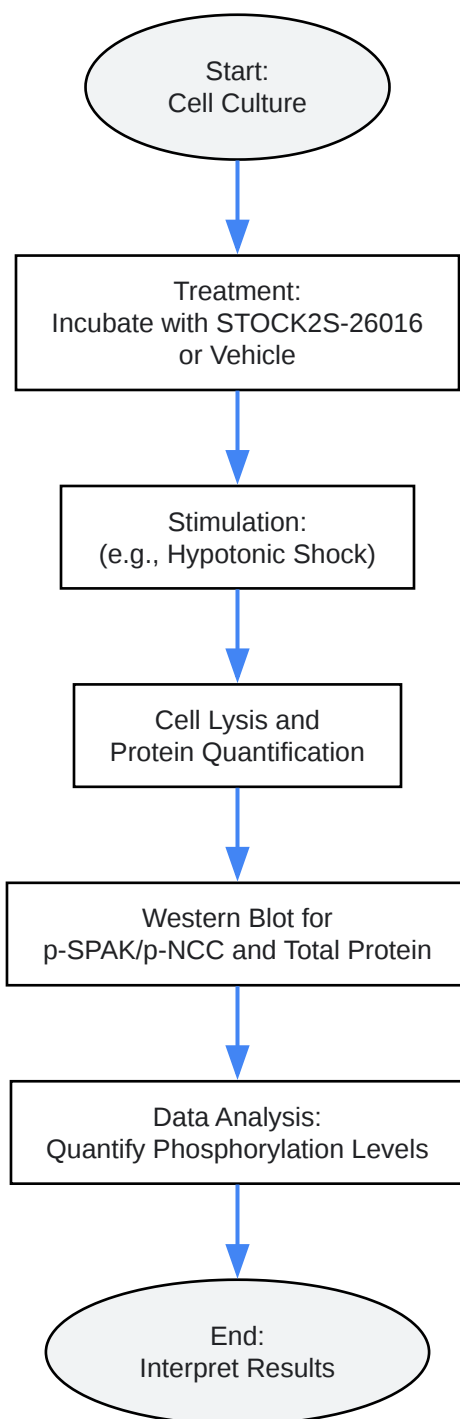 Start:
Cell Culture
Treatment:
Incubate with STOCK2S-26016
or Vehicle
Stimulation:
(e.g., Hypotonic Shock)
Cell Lysis and
Protein Quantification
Western Blot for
p-SPAK/p-NCC and Total Protein
Data Analysis:
Quantify Phosphorylation Levels
End:
Interpret Results